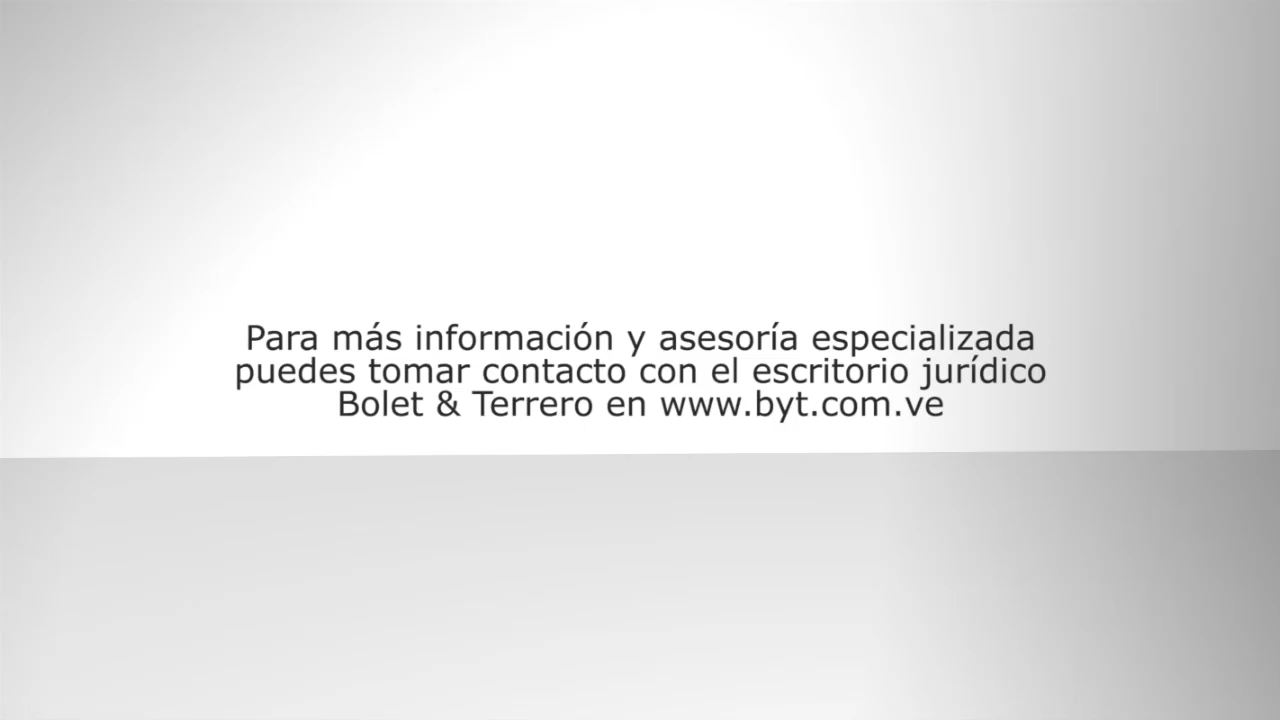 Para más información y asesoría especializada
puedes tomar contacto con el escritorio jurídico
Bolet & Terrero en www.byt.com.ve